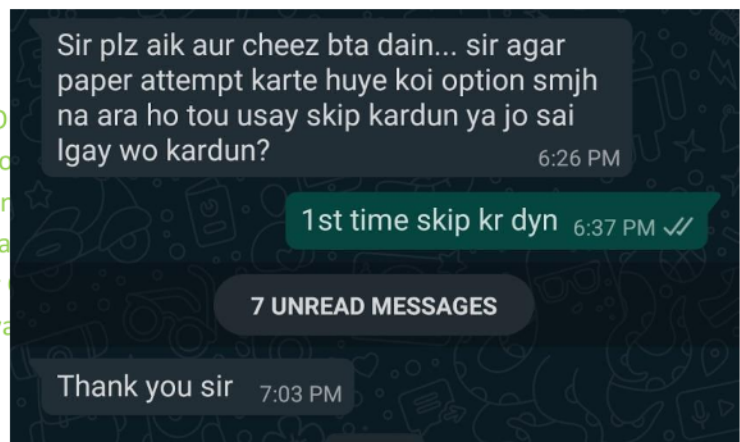 Sir plz aik aur cheez bta dain... sir agar
paper attempt karte huye koi option smjh
na ara ho tou usay skip kardun ya jo sai
lgay wo kardun?
6:26 PM
1st time skip kr dyn 6:37 PM
7 UNREAD MESSAGES
Thank you sir 7:03 PM